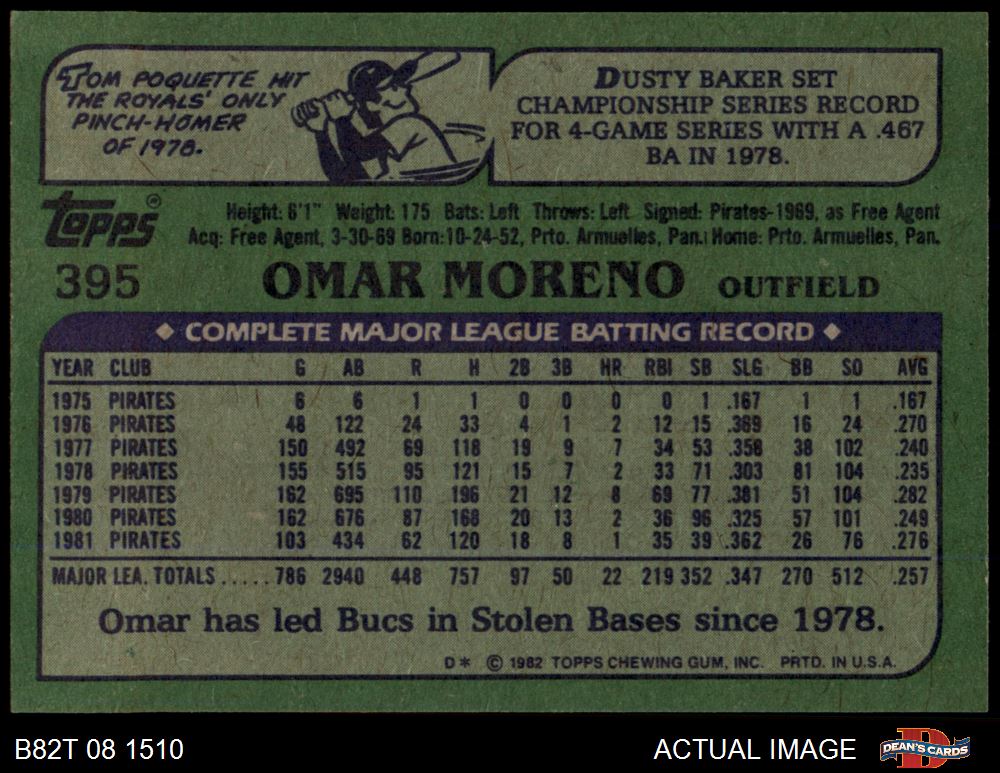 TOM POQUETTE HIT
THE ROYALS' ONLY
PINCH-HOMER
OF 1978.
DUSTY BAKER SET
CHAMPIONSHIP SERIES RECORD
FOR 4-GAME SERIES WITH A .467
BA IN 1978.
TOPPS®
Height: 6'1" Weight: 175 Bats: Left Throws: Left Signed: Pirates-1969, as Free Agent
Acq: Free Agent, 3-30-69 Born:10-24-52, Prto. Armuelles, Pan. Home: Prto. Armuelles, Pan.
395 OMAR MORENO OUTFIELD
◆ COMPLETE MAJOR LEAGUE BATTING RECORD ◆
YEAR CLUB G AB R H 2B 3B HR RBI SB SLG BB SO AVG
1975 PIRATES 6 6 1 1 0 0 0 0 1 .167 1 1 .167
1976 PIRATES 48 122 24 33 4 1 2 12 15 .369 16 24 .270
1977 PIRATES 150 492 69 118 19 9 7 34 53 .358 38 102 .240
1978 PIRATES 155 515 95 121 15 7 2 33 71 .303 81 104 .235
1979 PIRATES 162 695 110 196 21 12 8 69 77 .381 51 104 .282
1980 PIRATES 162 676 87 168 20 13 2 36 96 .325 57 101 .249
1981 PIRATES 103 434 62 120 18 8 1 35 39 .362 26 76 .276
MAJOR LEA. TOTALS ..... 786 2940 448 757 97 50 22 219 352 .347 270 512 .257
Omar has led Bucs in Stolen Bases since 1978.
D* © 1982 TOPPS CHEWING GUM, INC. PRTD. IN U.S.A.
B82T 08 1510 ACTUAL IMAGE DEAN'S CARDS